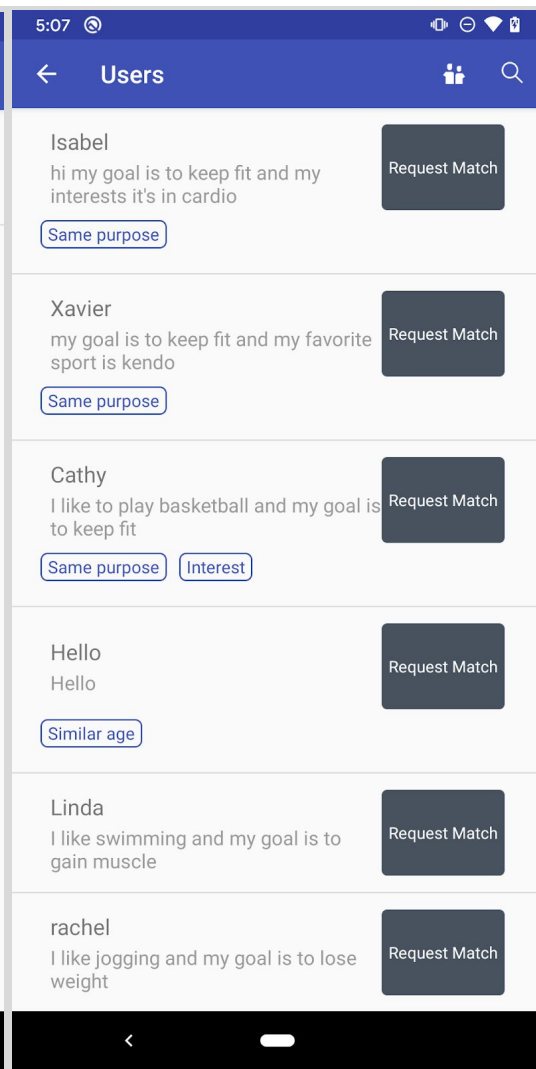 5:07
Users
Isabel
hi my goal is to keep fit and my
interests it's in cardio
Request Match
Same purpose
Xavier
my goal is to keep fit and my favorite
sport is kendo
Request Match
Same purpose
Cathy
I like to play basketball and my goal is
to keep fit
Request Match
Same purpose Interest
Hello
Hello
Request Match
Similar age
Linda
I like swimming and my goal is to
gain muscle
Request Match
rachel
I like jogging and my goal is to lose
weight
Request Match